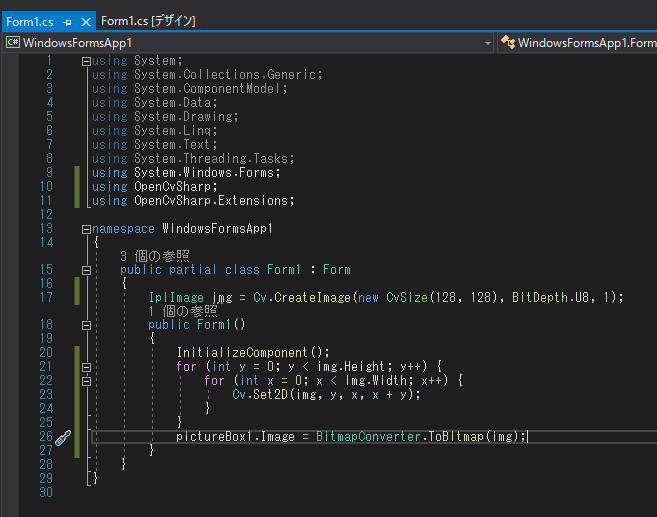 Form1.cs
Form1.cs [デザイン]
C# WindowsFormsApp1
WindowsFormsApp1.Form
1 using System;
2 using System.Collections.Generic;
3 using System.ComponentModel;
4 using System.Data;
5 using System.Drawing;
6 using System.Linq;
7 using System.Text;
8 using System.Threading.Tasks;
9 using System.Windows.Forms;
10 using OpenCvSharp;
11 using OpenCvSharp.Extensions;
12
13 namespace WindowsFormsApp1
14 {
3 個の参照
15 public partial class Form1 : Form
16 {
17 IplImage img = Cv.CreateImage(new CvSize(128, 128), BitDepth.U8, 1);
1 個の参照
18 public Form1()
19 {
20 InitializeComponent();
21 for (int y = 0; y < img.Height; y++) {
22 for (int x = 0; x < img.Width; x++) {
23 Cv.Set2D(img, y, x, x + y);
24 }
25 }
26 pictureBox1.Image = BitmapConverter.ToBitmap(img);
27 }
28 }
29 }
30